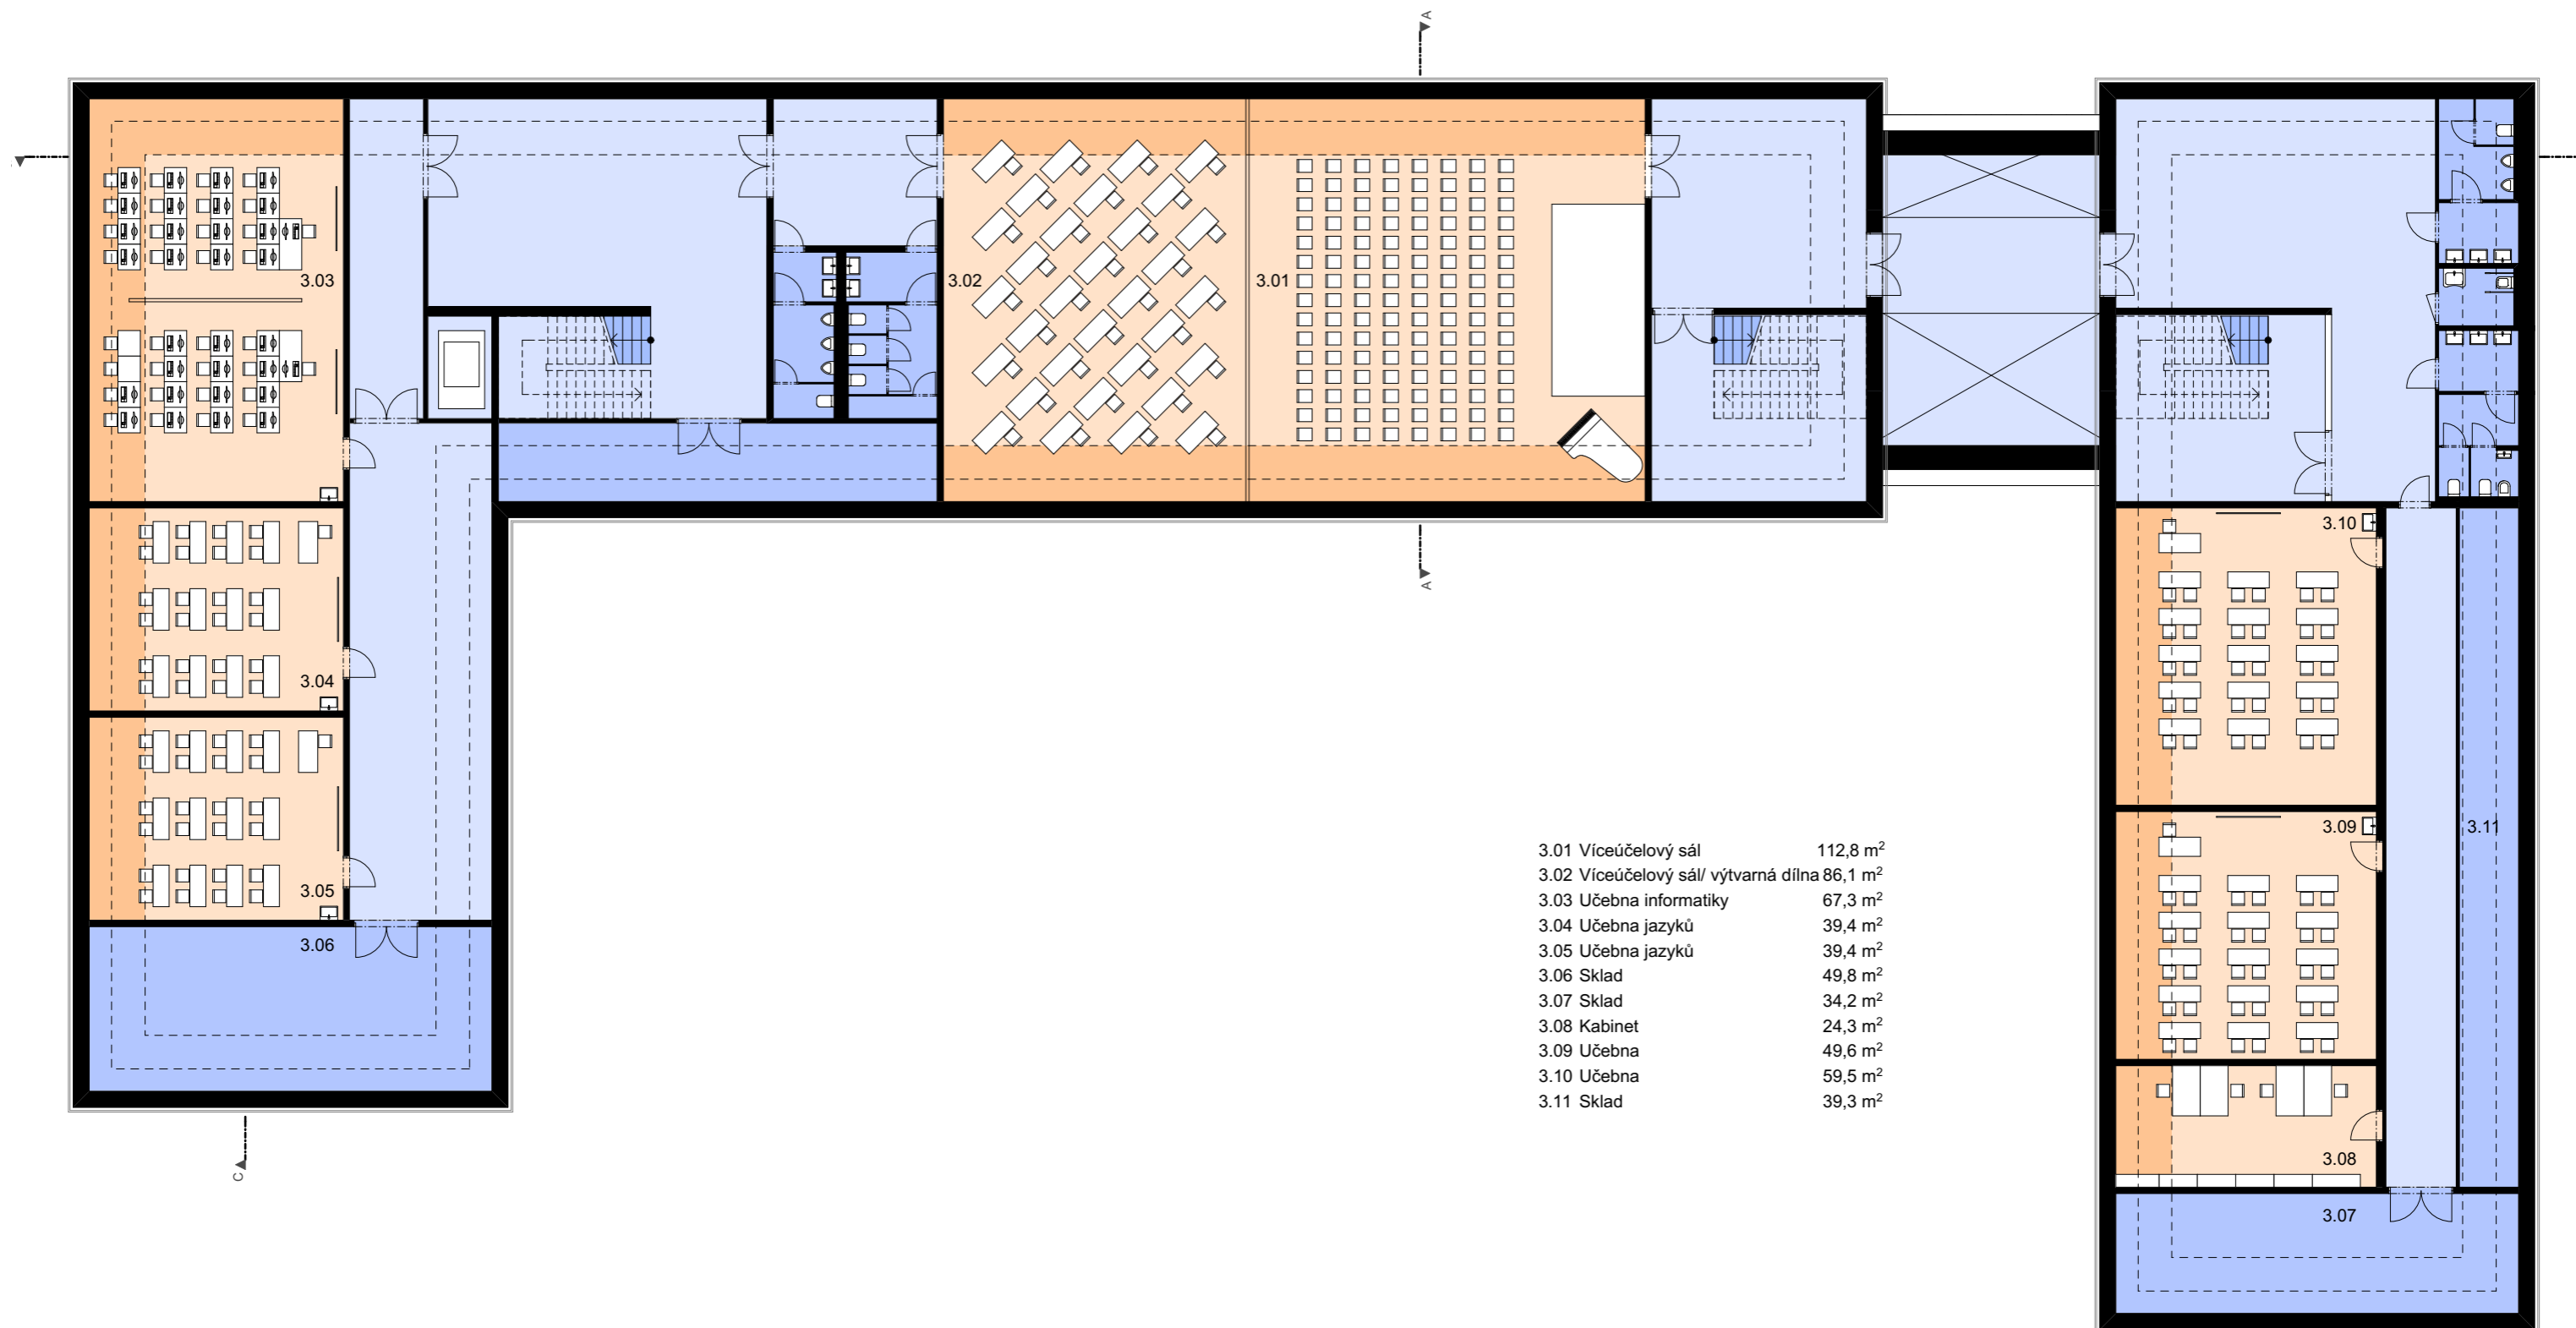 A
3.03
3.02
3.01
3.10
A
3.04
3.09
3.11
3.05
3.06
3.01 Víceúčelový sál 112,8 m²
3.02 Víceúčelový sál/ výtvarná dílna 86,1 m²
3.03 Učebna informatiky 67,3 m²
3.04 Učebna jazyků 39,4 m²
3.05 Učebna jazyků 39,4 m²
3.06 Sklad 49,8 m²
3.07 Sklad 34,2 m²
3.08 Kabinet 24,3 m²
3.09 Učebna 49,6 m²
3.10 Učebna 59,5 m²
3.11 Sklad 39,3 m²
C
3.08
3.07